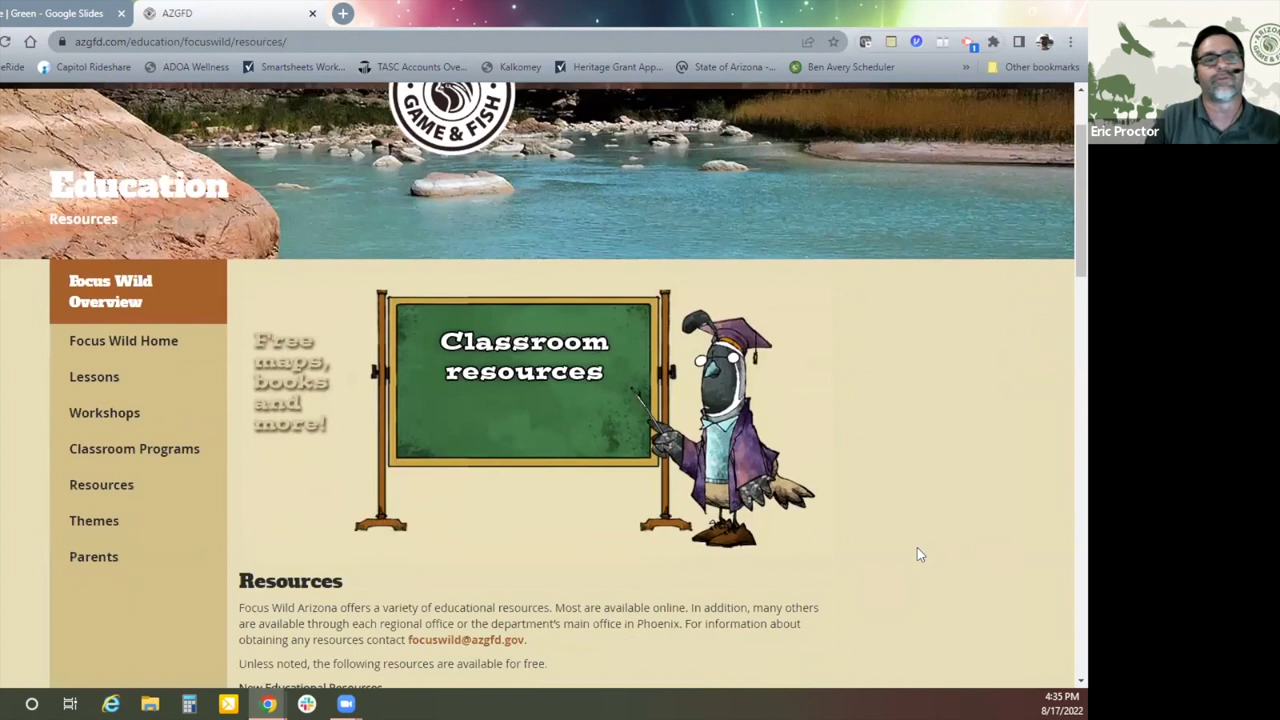 e | Green - Google Slides
AZGFD
azgfd.com/education/focuswild/resources/
eRide
Capitol Rideshare
ADOA Wellness
Smartsheets Work...
TASC Accounts Ove...
Kalkomey
Heritage Grant App...
State of Arizona -...
Ben Avery Scheduler
»
Other bookmarks
1
GAME & FISH
Education
Resources
Focus Wild
Overview
Focus Wild Home
Lessons
Workshops
Classroom Programs
Resources
Themes
Parents
Free
maps,
books
and
more!
Classroom
resources
Resources
Focus Wild Arizona offers a variety of educational resources. Most are available online. In addition, many others
are available through each regional office or the department's main office in Phoenix. For information about
obtaining any resources contact focuswild@azgfd.gov.
Unless noted, the following resources are available for free.
New Educational Resources
4:35 PM
8/17/2022
Eric Proctor